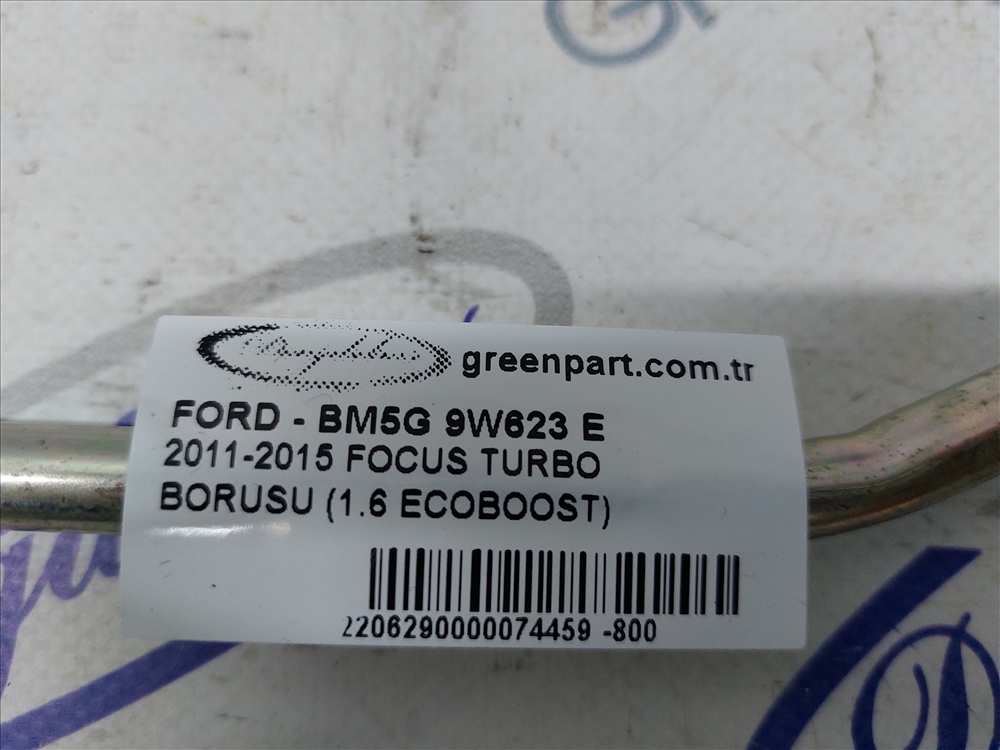 greenpart.com.tr
FORD - BM5G 9W623 E
2011-2015 FOCUS TURBO
BORUSU (1.6 ECOBOOST)
2206290000074459 -800